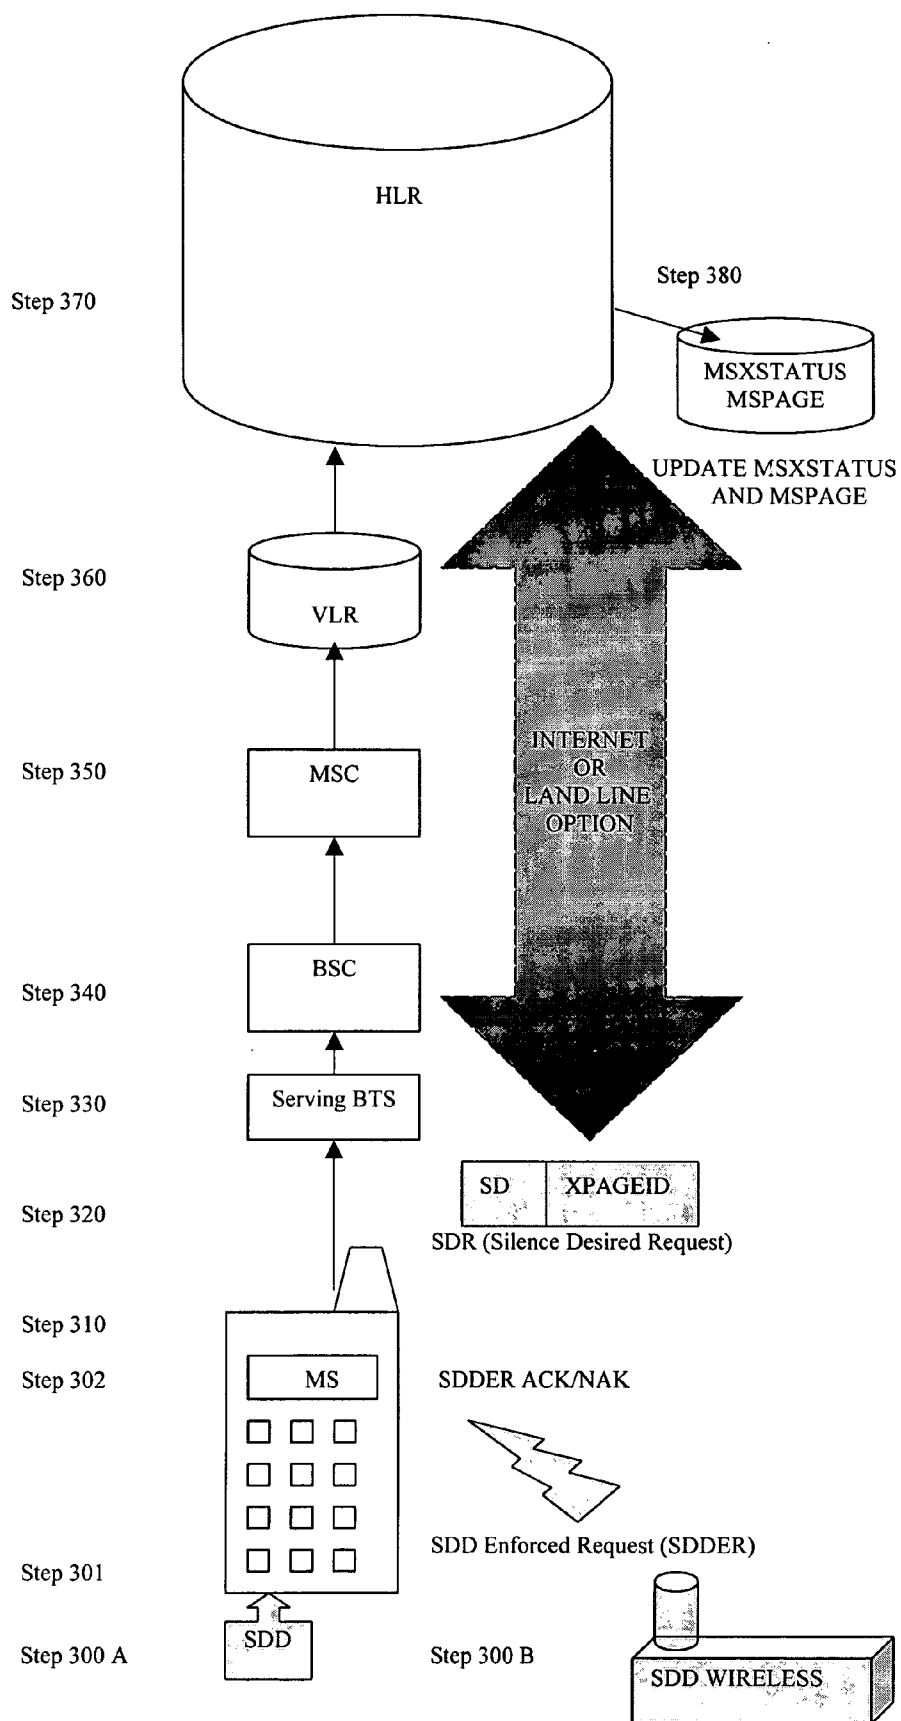 HLR
Step 380
Step 370
MSXSTATUS
MSPAGE
UPDATE MSXSTATUS
AND MSPAGE
Step 360
VLR
INTERNET
OR
LAND LINE
OPTION
Step 350
MSC
BSC
Step 340
Step 330
Serving BTS
SD XPAGEID
Step 320
SDR (Silence Desired Request)
Step 310
Step 302
MS
SDDER ACK/NAK
SDD Enforced Request (SDDER)
Step 301
Step 300 A
SDD
Step 300 B
SDD WIRELESS